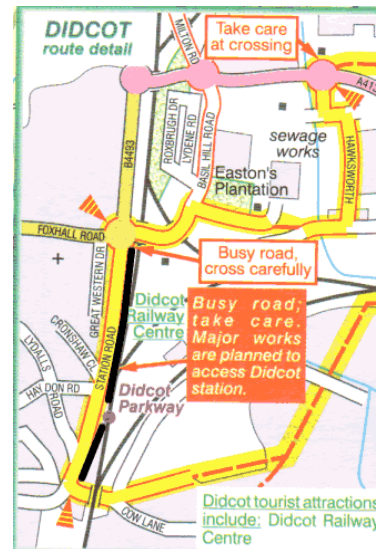 DIDCOT
route detail
MILTON RD
Take care
at crossing
A413
B4493
ROXBRUGH DR
LYDENE RD
BASIL HILL ROAD
sewage
works
HAWKSWORTH
Easton's
Plantation
FOXHALL ROAD
Busy road,
cross carefully
GREAT WESTERN DR
STATION ROAD
Didcot
Railway
Centre
Busy road;
take care.
Major works
are planned to
access Didcot
station.
CRONSHAW CL
LYDALLS
ROAD
HAYDON RD
Didcot
Parkway
COW LANE
Didcot tourist attractions
include: Didcot Railway
Centre